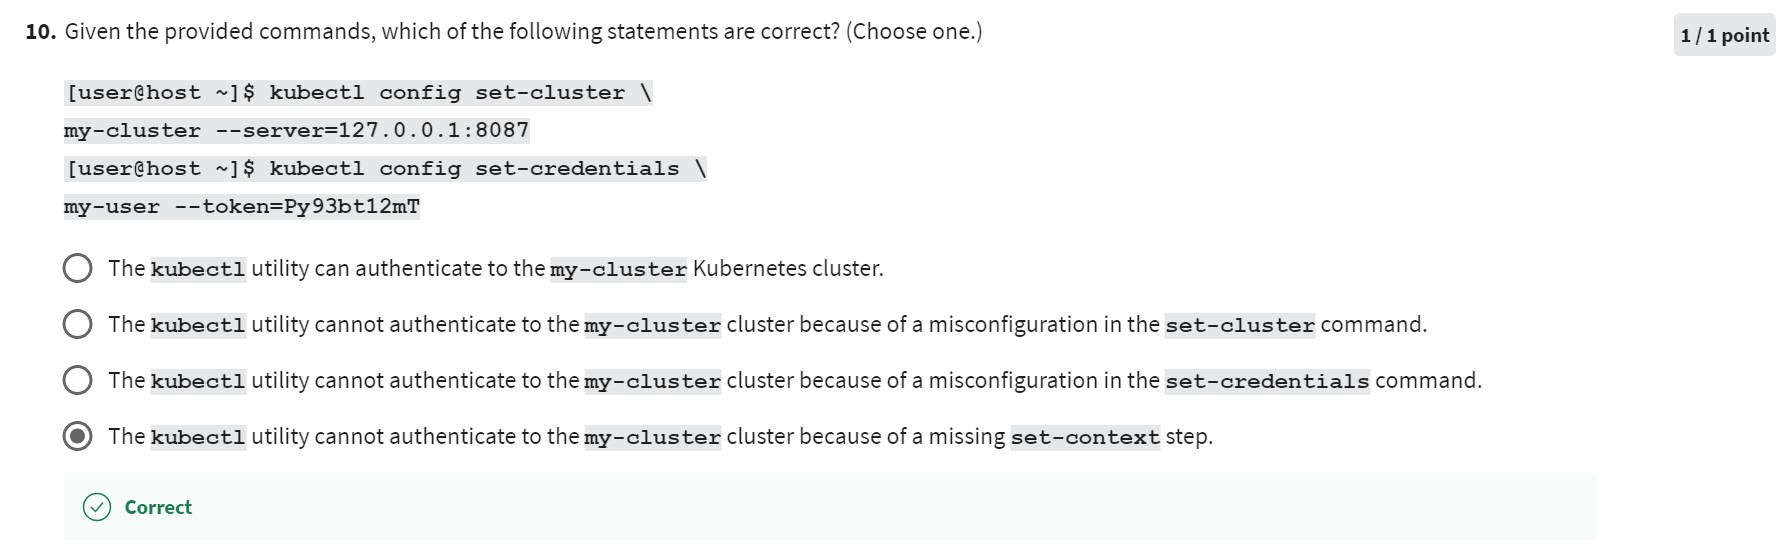 10. Given the provided commands, which of the following statements are correct? (Choose one.)
1 / 1 point
[user@host ~]$ kubectl config set-cluster \
my-cluster --server=127.0.0.1:8087
[user@host ~]$ kubectl config set-credentials \
my-user --token=Py93bt12mT
The kubectl utility can authenticate to the my-cluster Kubernetes cluster.
The kubectl utility cannot authenticate to the my-cluster cluster because of a misconfiguration in the set-cluster command.
The kubectl utility cannot authenticate to the my-cluster cluster because of a misconfiguration in the set-credentials command.
The kubectl utility cannot authenticate to the my-cluster cluster because of a missing set-context step.
Correct